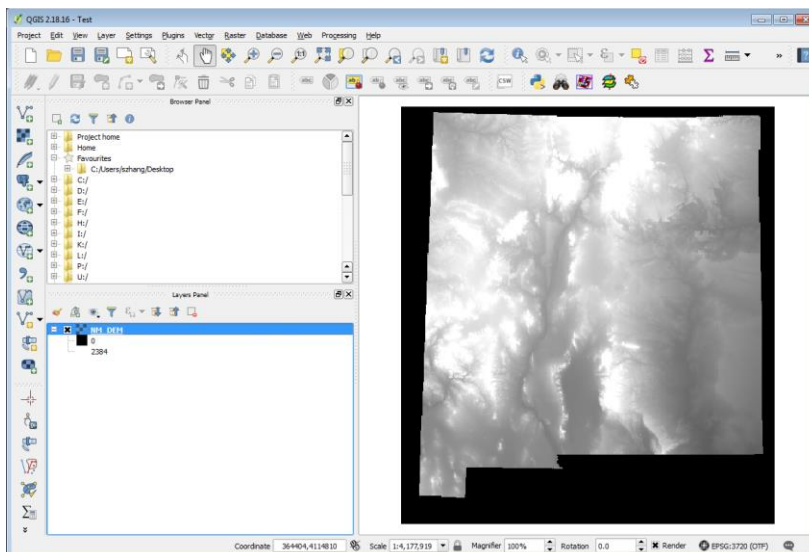 QGIS 2.18.16 - Test
Project Edit View Layer Settings Plugins Vector Raster Database Web Processing Help
CSW
Browser Panel
Project home
Home
Favourites
C:/Users/szhang/Desktop
C:/
D:/
E:/
F:/
H:/
I:/
K:/
L:/
P:/
U:/
Layers Panel
NM_DEM
0
2384
Coordinate 364404,4114810 Scale 1:4,177,919 Magnifier 100% Rotation 0.0 Render EPSG:3720 (OTF)